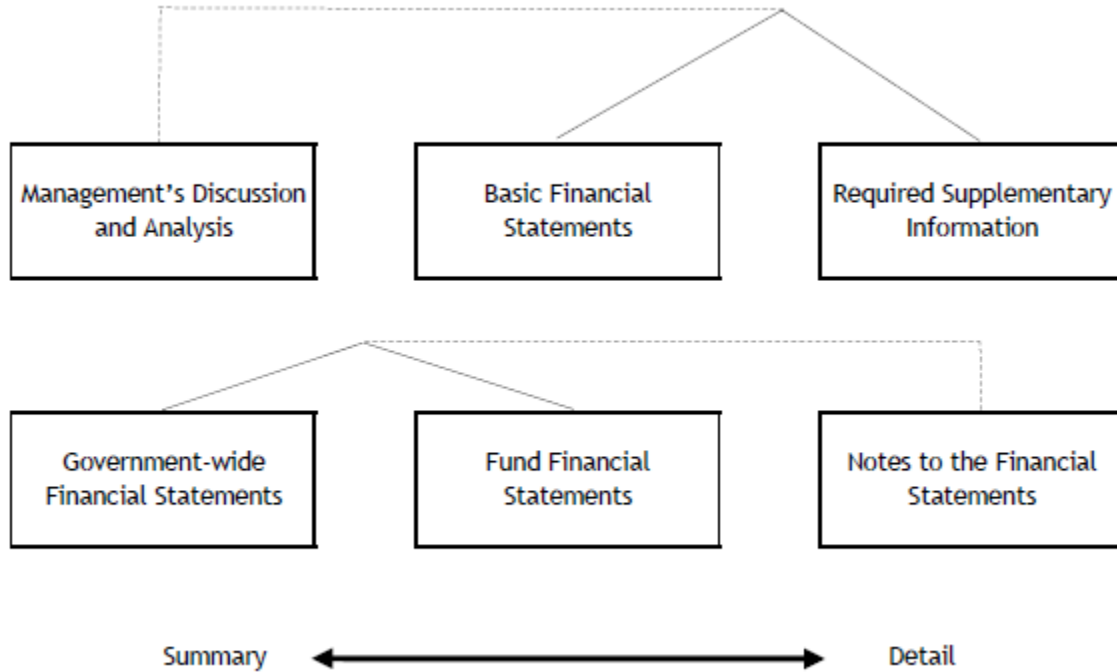 Management’s Discussion
and Analysis
Basic Financial
Statements
Required Supplementary
Information
Government-wide
Financial Statements
Fund Financial
Statements
Notes to the Financial
Statements
Summary
Detail